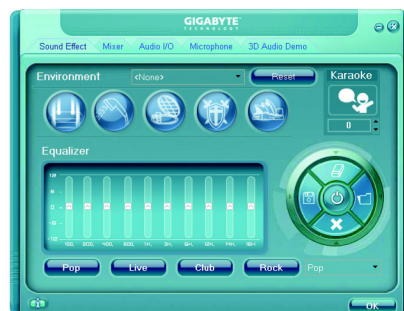 GIGABYTE™
TECHNOLOGY
Sound Effect Mixer Audio I/O Microphone 3D Audio Demo
Environment <None> Reset Karaoke
0
Equalizer
Pop Live Club Rock Pop
OK